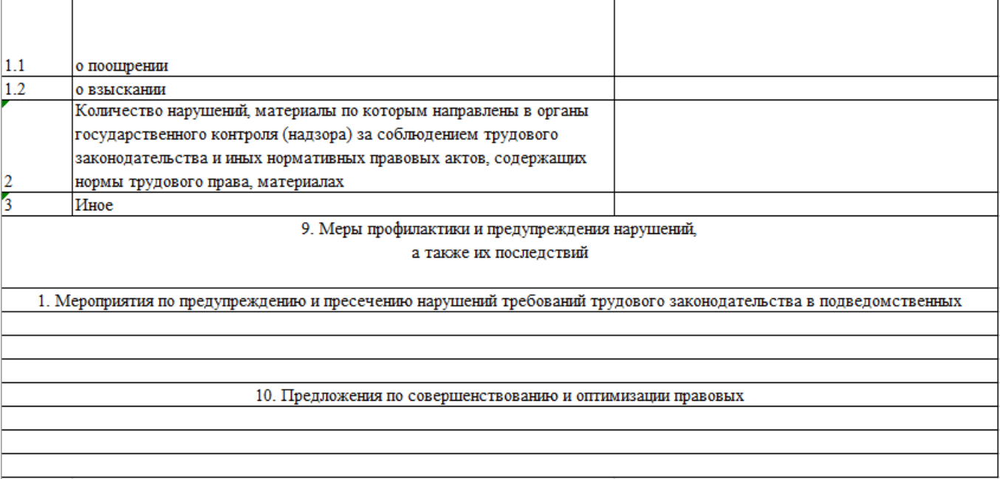 1.1 о поощрении
1.2 о взыскании
Количество нарушений, материалы по которым направлены в органы
государственного контроля (надзора) за соблюдением трудового
законодательства и иных нормативных правовых актов, содержащих
2 нормы трудового права, материалах
3 Иное
9. Меры профилактики и предупреждения нарушений,
а также их последствий
1. Мероприятия по предупреждению и пресечению нарушений требований трудового законодательства в подведомственных
10. Предложения по совершенствованию и оптимизации правовых